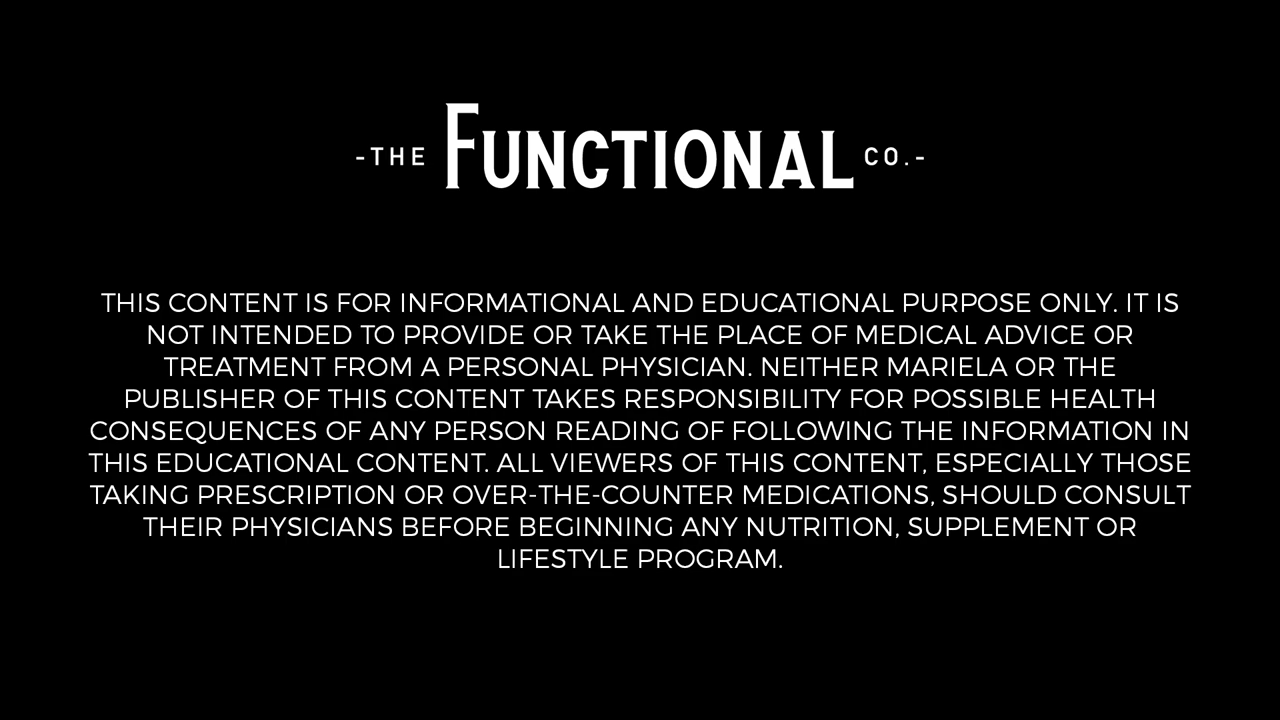 -THE FUNCTIONAL CO.-
THIS CONTENT IS FOR INFORMATIONAL AND EDUCATIONAL PURPOSE ONLY. IT IS
NOT INTENDED TO PROVIDE OR TAKE THE PLACE OF MEDICAL ADVICE OR
TREATMENT FROM A PERSONAL PHYSICIAN. NEITHER MARIELA OR THE
PUBLISHER OF THIS CONTENT TAKES RESPONSIBILITY FOR POSSIBLE HEALTH
CONSEQUENCES OF ANY PERSON READING OF FOLLOWING THE INFORMATION IN
THIS EDUCATIONAL CONTENT. ALL VIEWERS OF THIS CONTENT, ESPECIALLY THOSE
TAKING PRESCRIPTION OR OVER-THE-COUNTER MEDICATIONS, SHOULD CONSULT
THEIR PHYSICIANS BEFORE BEGINNING ANY NUTRITION, SUPPLEMENT OR
LIFESTYLE PROGRAM.